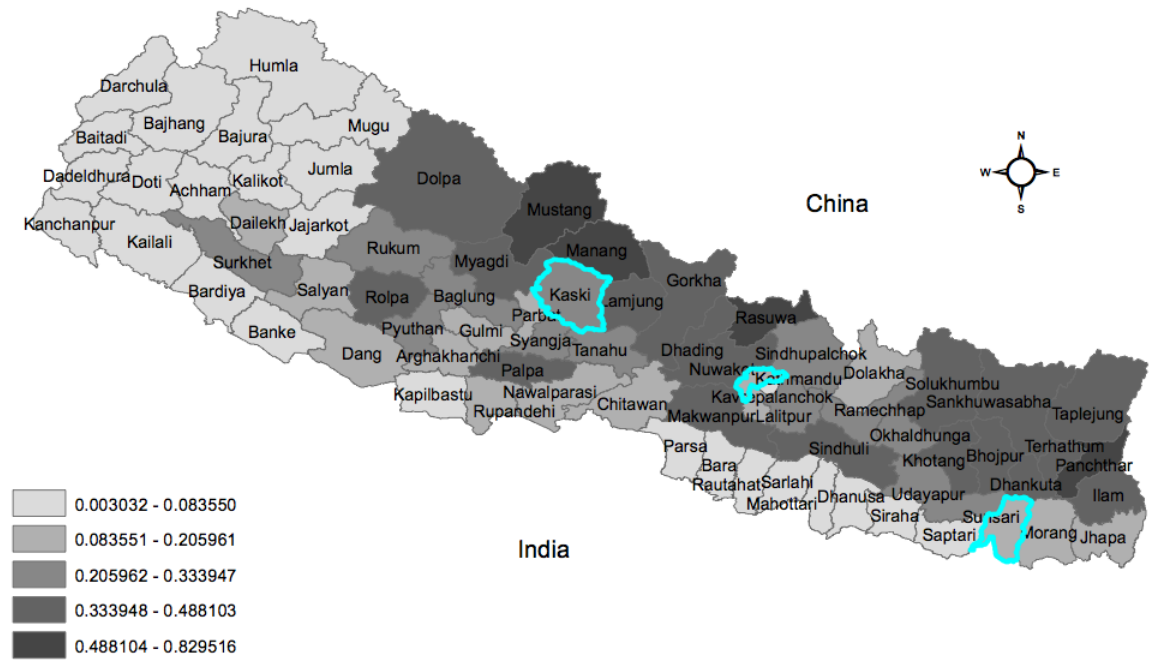 Humla
Darchula
Bajhang
Bajura
Mugu
Baitadi
Dadeldhura
Doti
Achham
Kalikot
Jumla
Dolpa
Kanchanpur
Kailali
Dailekh
Jajarkot
Surkhet
Rukum
Mustang
Manang
Myagdi
Gorkha
Bardiya
Salyan
Rolpa
Baglung
Kaski
Lamjung
Parbat
Banke
Pyuthan
Gulmi
Syangja
Tanahu
Dang
Arghakhanchi
Palpa
Kapilbastu
Nawalparasi
Rupandehi
Chitawan
Rasuwa
Dhading
Sindhupalchok
Nuwakot
Kathmandu
Dolakha
Kavrepalanchok
Makwanpur
Lalitpur
Ramechhap
Solukhumbu
Sankhuwasabha
Taplejung
Okhaldhunga
Sindhuli
Khotang
Bhojpur
Terhathum
Panchthar
Parsa
Bara
Rautahat
Sarlahi
Mahottari
Dhanusa
Siraha
Udayapur
Dhankuta
Ilam
Saptari
Sunsari
Morang
Jhapa
China
India
N
W
E
S
0.003032 - 0.083550
0.083551 - 0.205961
0.205962 - 0.333947
0.333948 - 0.488103
0.488104 - 0.829516